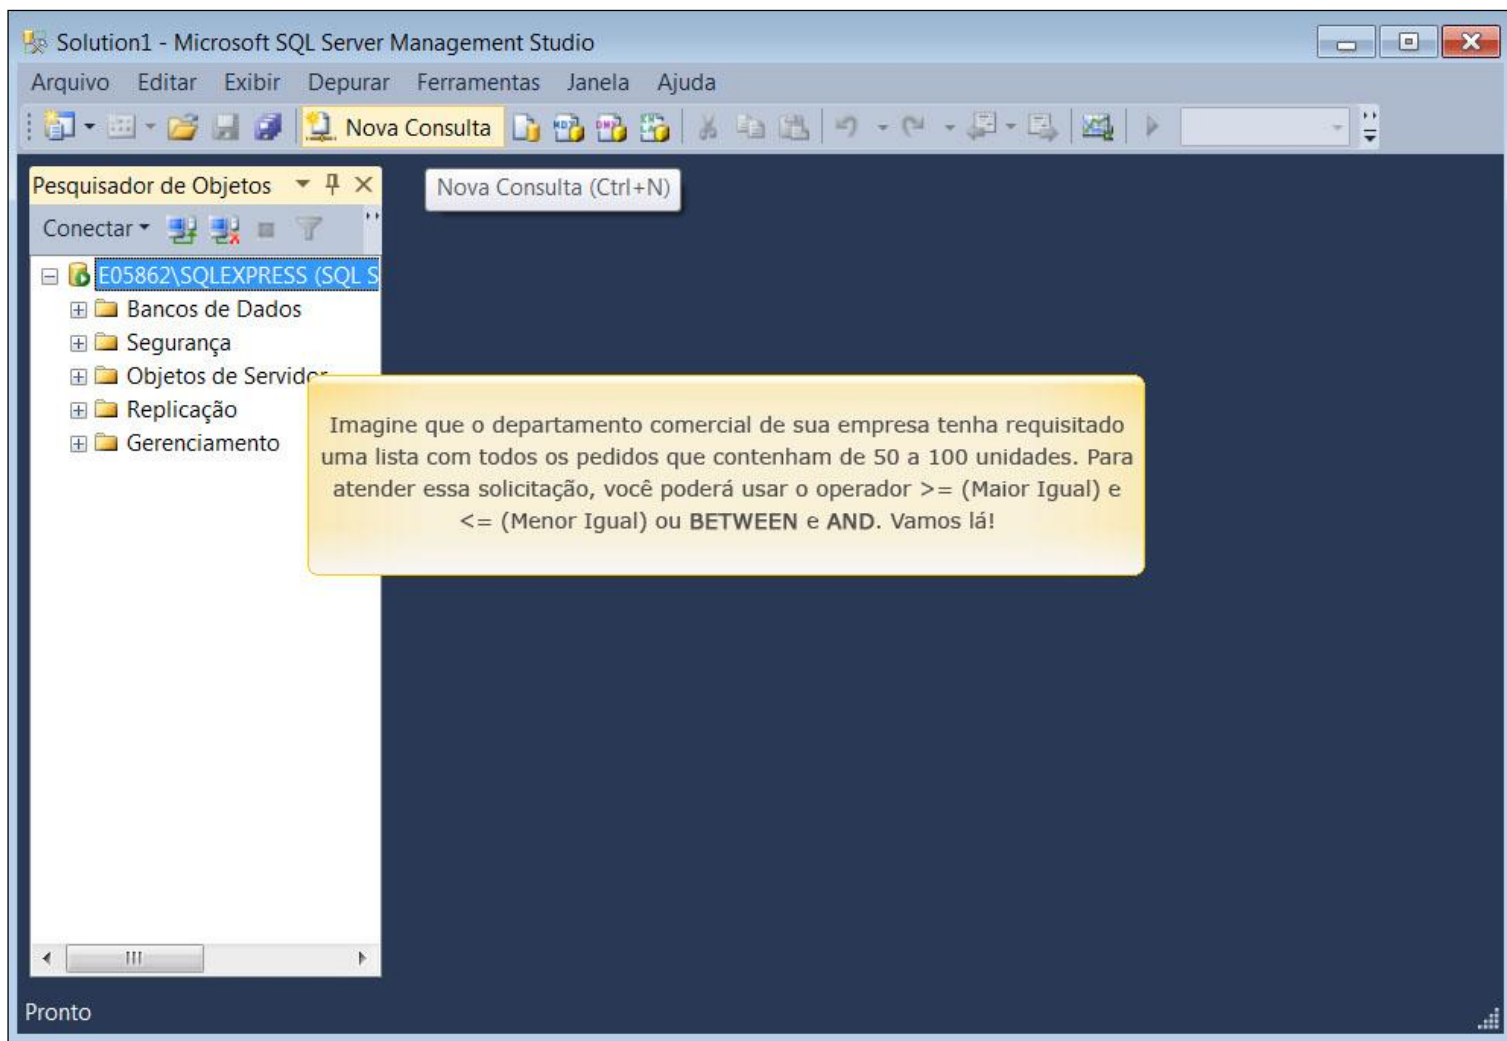 Solution1 - Microsoft SQL Server Management Studio
Arquivo Editar Exibir Depurar Ferramentas Janela Ajuda
Nova Consulta
Pesquisador de Objetos
Nova Consulta (Ctrl+N)
Conectar
E05862\SQLEXPRESS (SQL S
Bancos de Dados
Segurança
Objetos de Servidor
Replicação
Gerenciamento
Imagine que o departamento comercial de sua empresa tenha requisitado
uma lista com todos os pedidos que contenham de 50 a 100 unidades. Para
atender essa solicitação, você poderá usar o operador >= (Maior Igual) e
<= (Menor Igual) ou BETWEEN e AND. Vamos lá!
Pronto